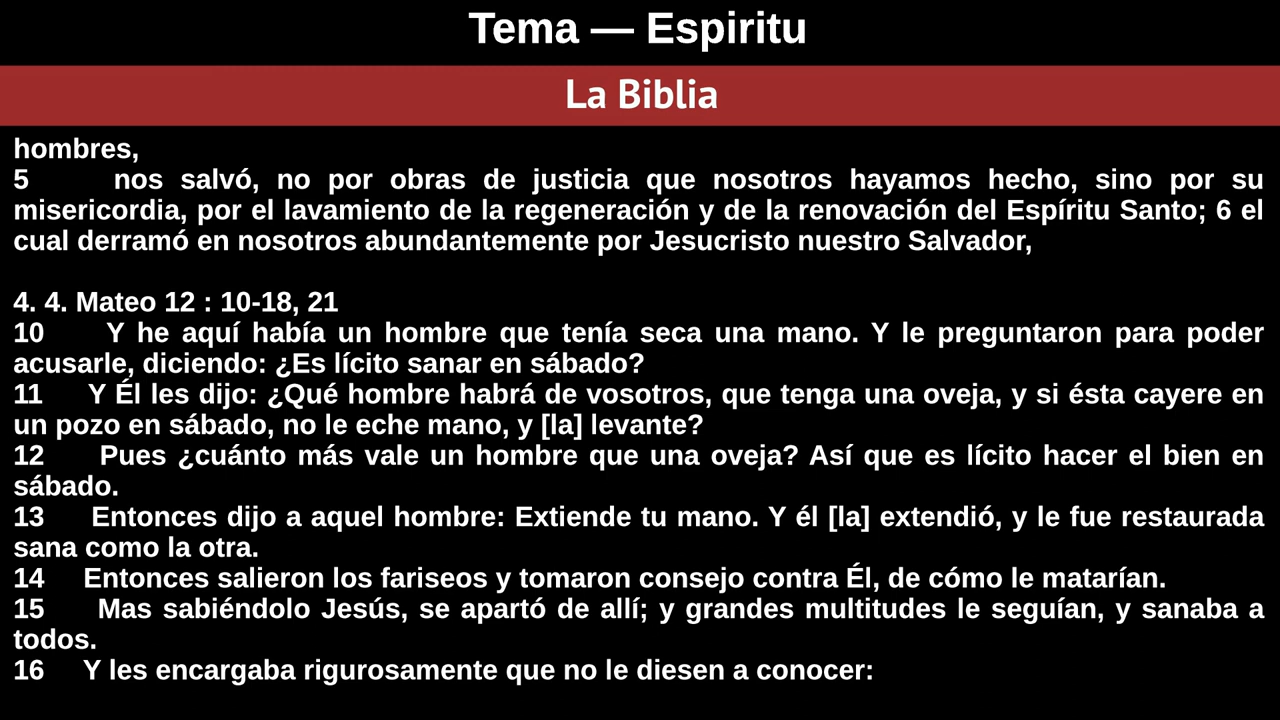 Tema — Espiritu
La Biblia
hombres,
5 nos salvó, no por obras de justicia que nosotros hayamos hecho, sino por su
misericordia, por el lavamiento de la regeneración y de la renovación del Espíritu Santo; 6 el
cual derramó en nosotros abundantemente por Jesucristo nuestro Salvador,
4. 4. Mateo 12 : 10-18, 21
10 Y he aquí había un hombre que tenía seca una mano. Y le preguntaron para poder
acusarle, diciendo: ¿Es lícito sanar en sábado?
11 Y Él les dijo: ¿Qué hombre habrá de vosotros, que tenga una oveja, y si ésta cayere en
un pozo en sábado, no le eche mano, y [la] levante?
12 Pues ¿cuánto más vale un hombre que una oveja? Así que es lícito hacer el bien en
sábado.
13 Entonces dijo a aquel hombre: Extiende tu mano. Y él [la] extendió, y le fue restaurada
sana como la otra.
14 Entonces salieron los fariseos y tomaron consejo contra Él, de cómo le matarían.
15 Mas sabiéndolo Jesús, se apartó de allí; y grandes multitudes le seguían, y sanaba a
todos.
16 Y les encargaba rigurosamente que no le diesen a conocer: